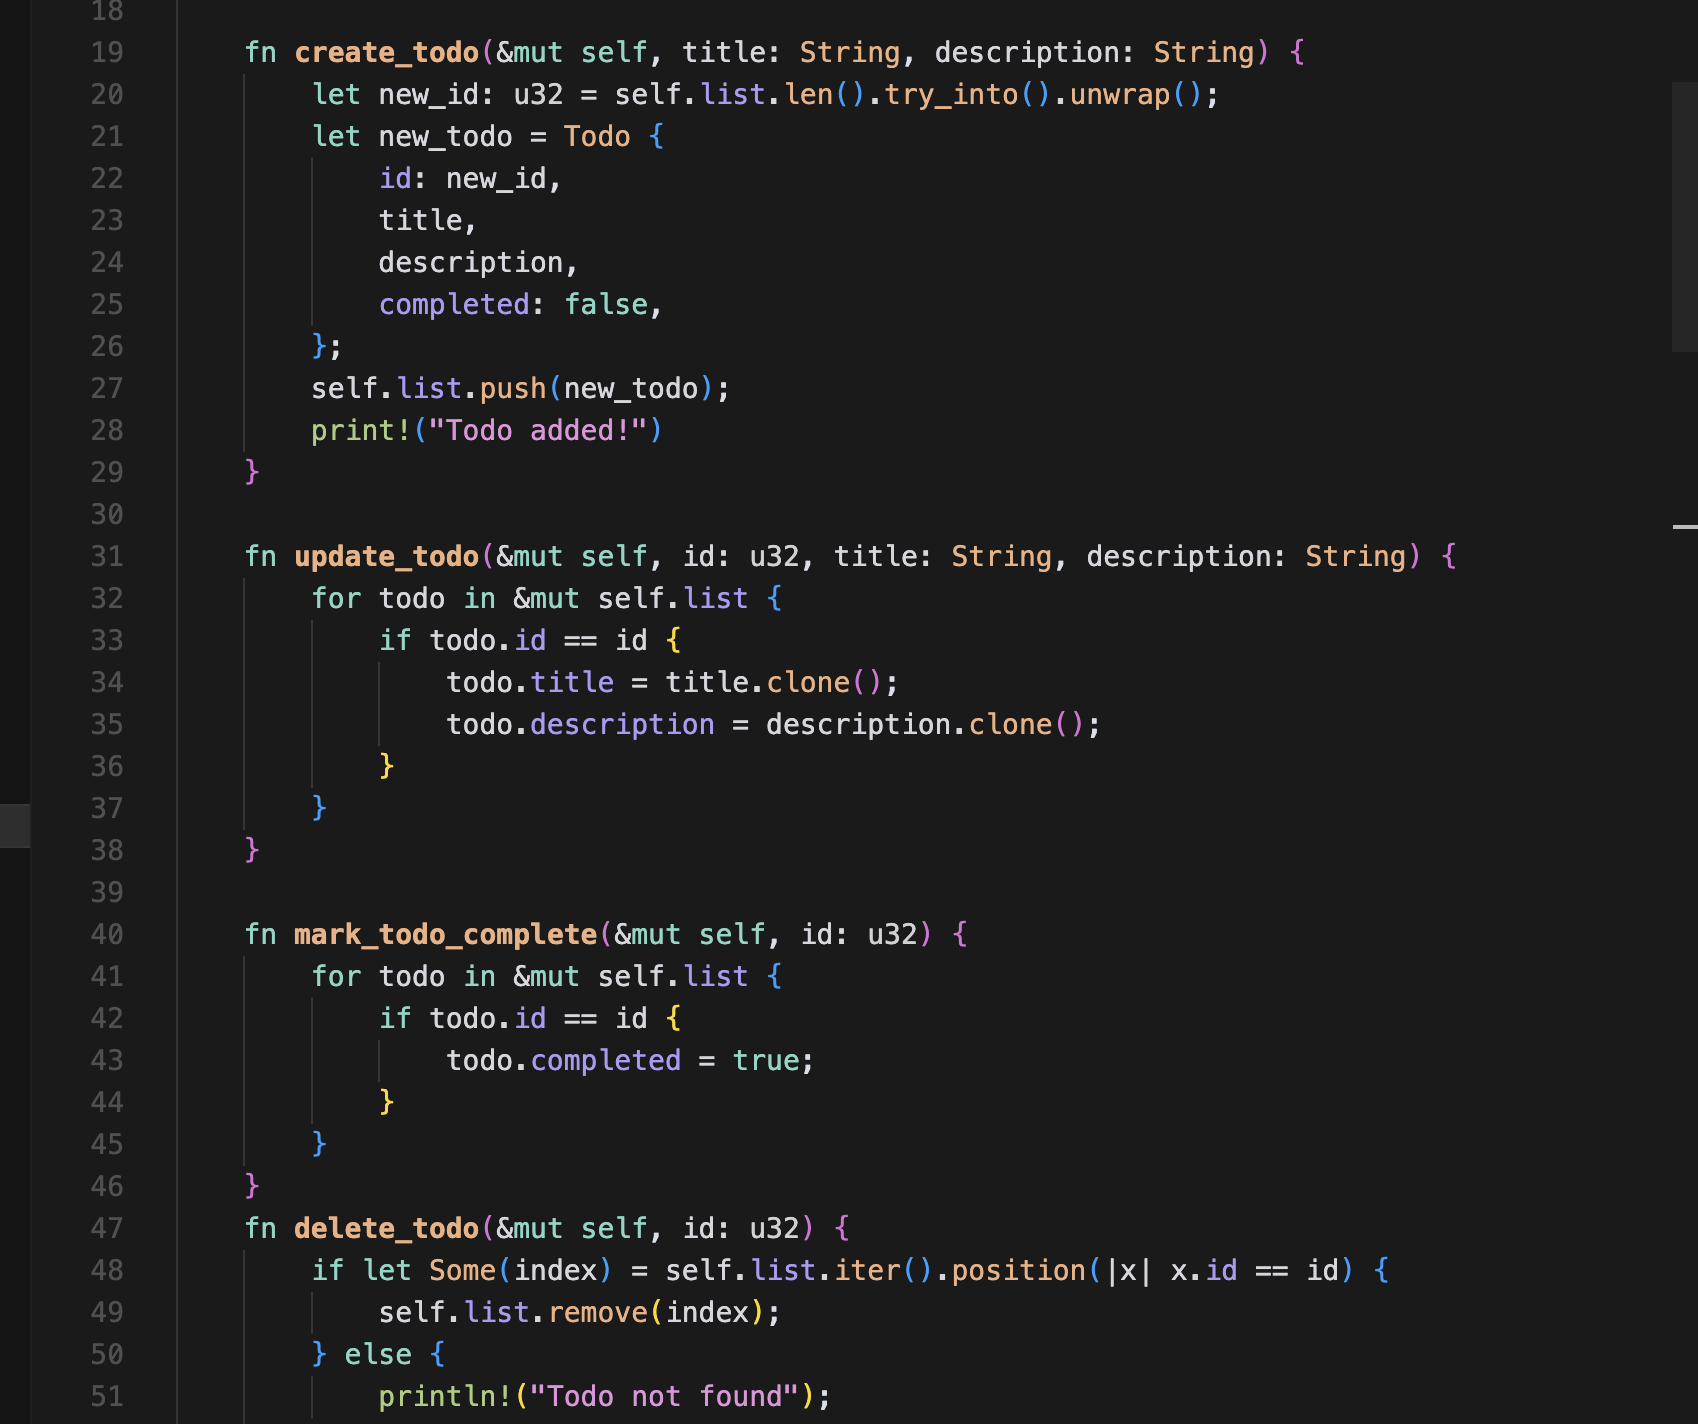 18
19 fn create_todo(&mut self, title: String, description: String) {
20 let new_id: u32 = self.list.len().try_into().unwrap();
21 let new_todo = Todo {
22 id: new_id,
23 title,
24 description,
25 completed: false,
26 };
27 self.list.push(new_todo);
28 print!("Todo added!")
29 }
30
31 fn update_todo(&mut self, id: u32, title: String, description: String) {
32 for todo in &mut self.list {
33 if todo.id == id {
34 todo.title = title.clone();
35 todo.description = description.clone();
36 }
37 }
38 }
39
40 fn mark_todo_complete(&mut self, id: u32) {
41 for todo in &mut self.list {
42 if todo.id == id {
43 todo.completed = true;
44 }
45 }
46 }
47 fn delete_todo(&mut self, id: u32) {
48 if let Some(index) = self.list.iter().position(|x| x.id == id) {
49 self.list.remove(index);
50 } else {
51 println!("Todo not found");